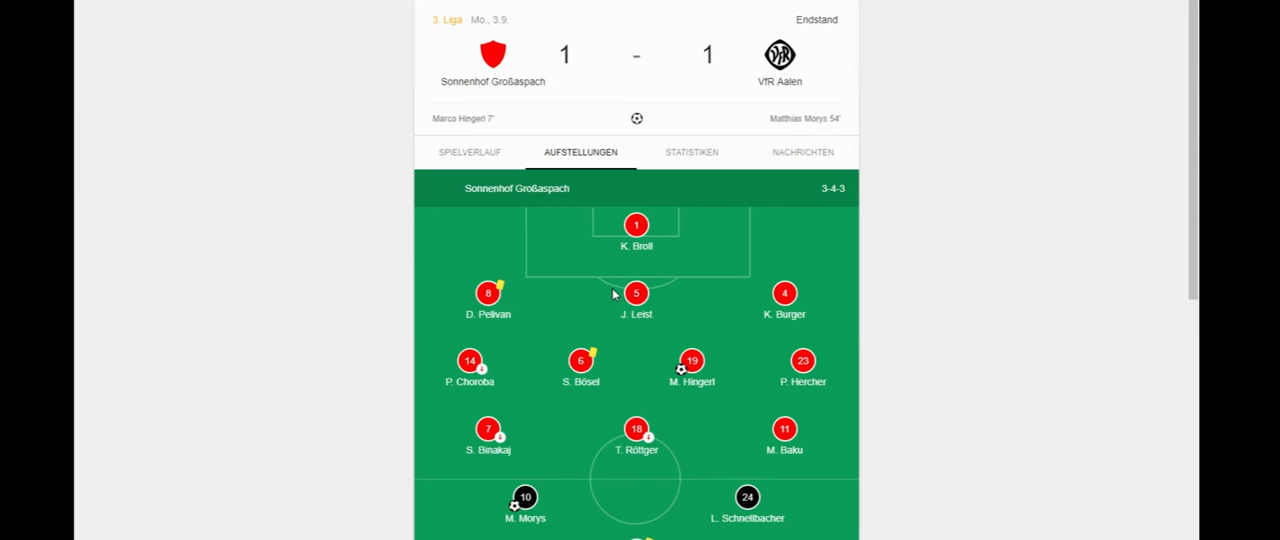 3. Liga · Mo., 3.9. Endstand
1 - 1
VfR
Sonnenhof Großaspach VfR Aalen
Marco Hingerl 7' Matthias Morys 54'
SPIELVERLAUF AUFSTELLUNGEN STATISTIKEN NACHRICHTEN
Sonnenhof Großaspach 3-4-3
1
K. Broll
8 5 4
D. Pelivan J. Leist K. Burger
14 6 19 23
P. Choroba S. Bösel M. Hingerl P. Hercher
7 18 11
S. Binakaj T. Röttger M. Baku
10 24
M. Morys L. Schnellbacher